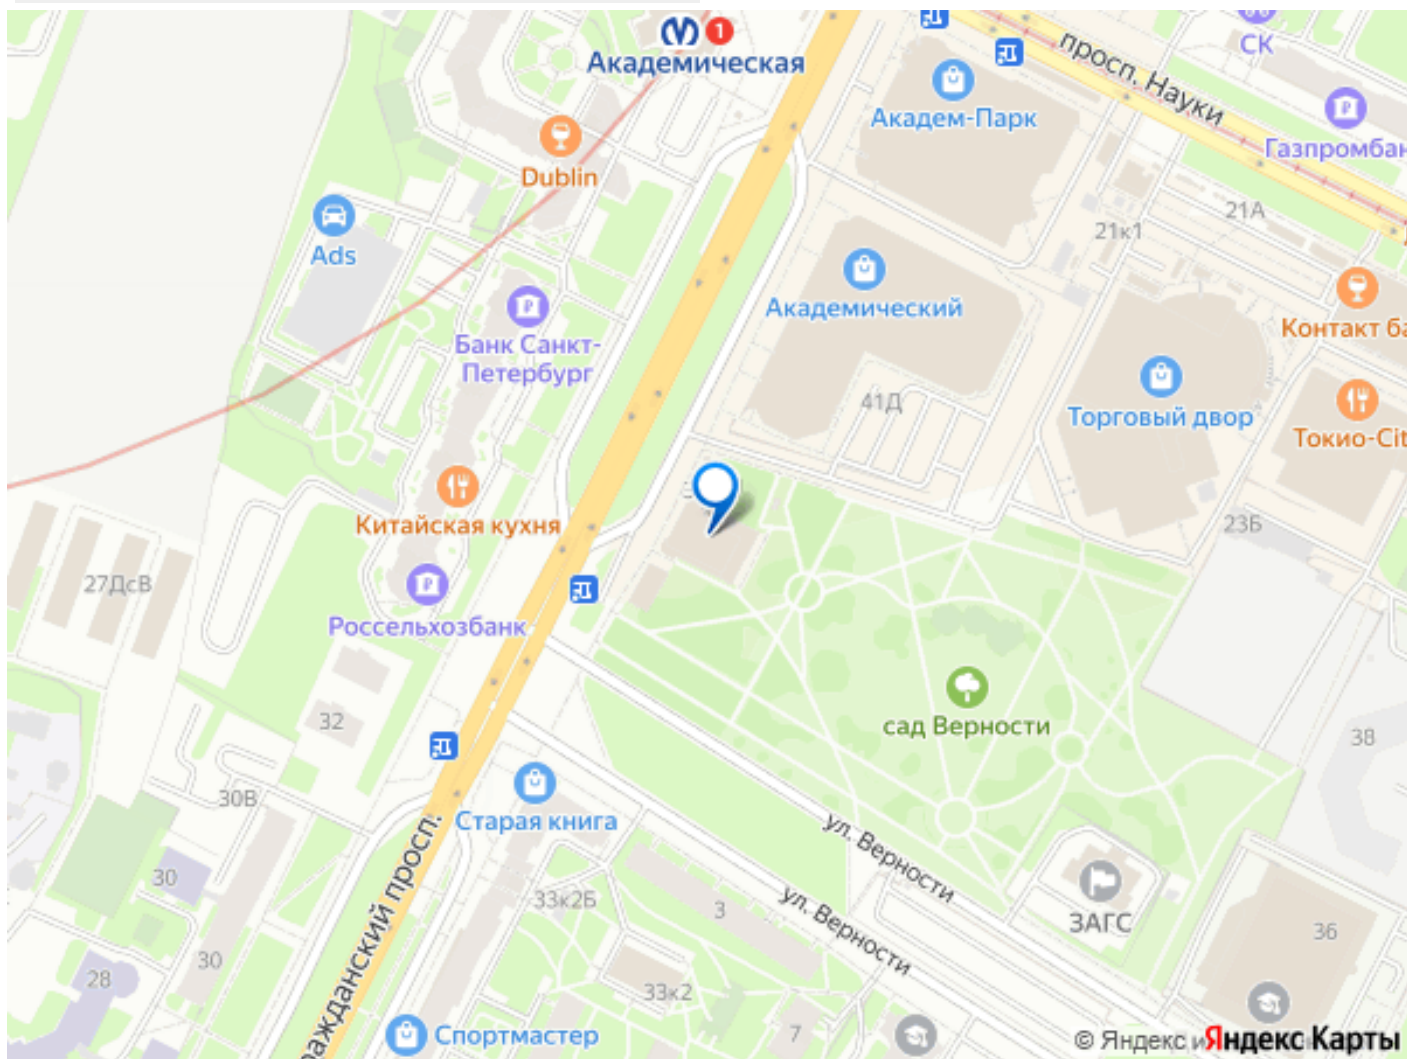 1
Академическая
СК
просп. Науки
Академ-Парк
Газпромбан
Dublin
21А
21к1
Ads
Академический
Контакт ба
Банк Санкт-
Петербург
41Д
Торговый двор
Токио-Cit
Китайская кухня
23Б
27ДсВ
Россельхозбанк
32
сад Верности
38
30В
Старая книга
ул. Верности
30
33к2Б
3
ул. Верности
ЗАГС
36
30
28
33к2
ражданский просп.
7
Спортмастер
© Яндекс и
Яндекс Карты